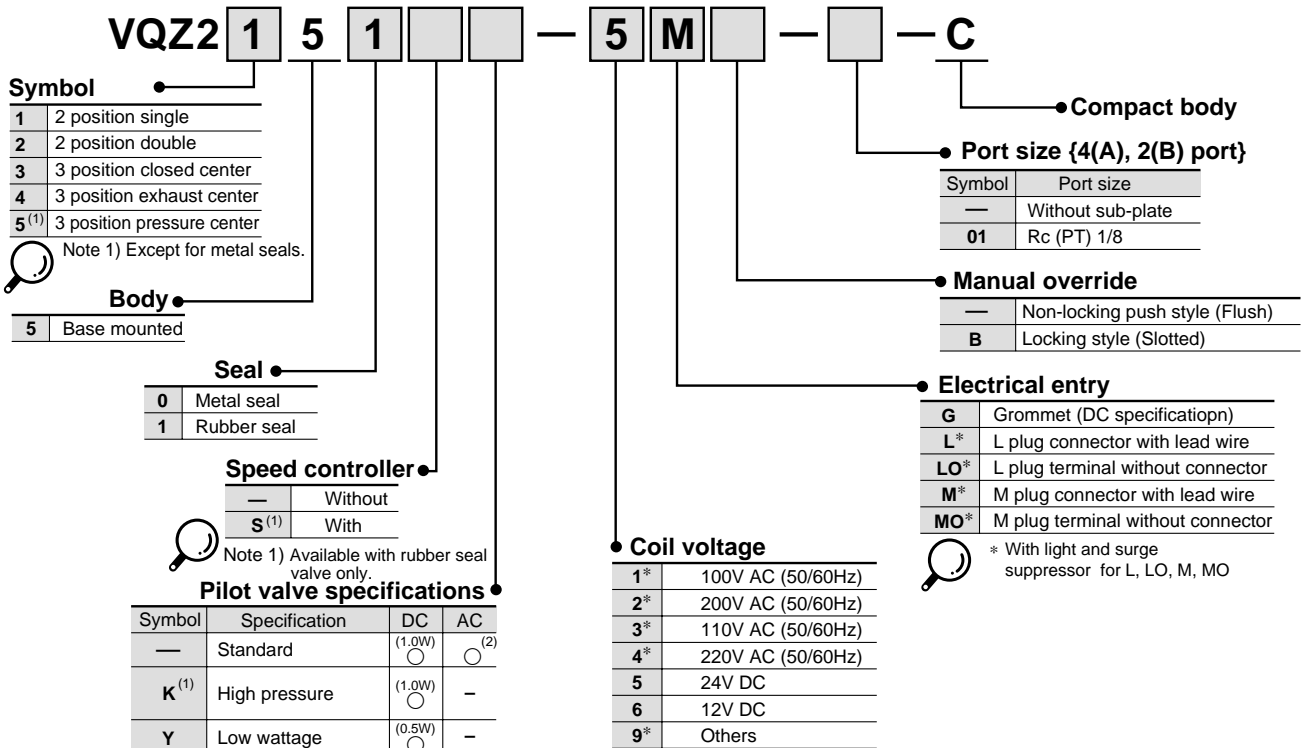 VQZ2 1 5 1 — 5 M — — C
Symbol
1 2 position single
2 2 position double
3 3 position closed center
4 3 position exhaust center
5(1) 3 position pressure center
Note 1) Except for metal seals.
Body
5 Base mounted
Seal
0 Metal seal
1 Rubber seal
Speed controller
— Without
S(1) With
Note 1) Available with rubber seal
valve only.
Pilot valve specifications
Symbol Specification DC AC
— Standard (1.0W) ○ ○(2)
K(1) High pressure (1.0W) ○ –
Y Low wattage (0.5W) ○ –
Coil voltage
1* 100V AC (50/60Hz)
2* 200V AC (50/60Hz)
3* 110V AC (50/60Hz)
4* 220V AC (50/60Hz)
5 24V DC
6 12V DC
9* Others
Compact body
Port size {4(A), 2(B) port}
Symbol Port size
— Without sub-plate
01 Rc (PT) 1/8
Manual override
— Non-locking push style (Flush)
B Locking style (Slotted)
Electrical entry
G Grommet (DC specificatiopn)
L* L plug connector with lead wire
LO* L plug terminal without connector
M* M plug connector with lead wire
MO* M plug terminal without connector
* With light and surge
suppressor for L, LO, M, MO